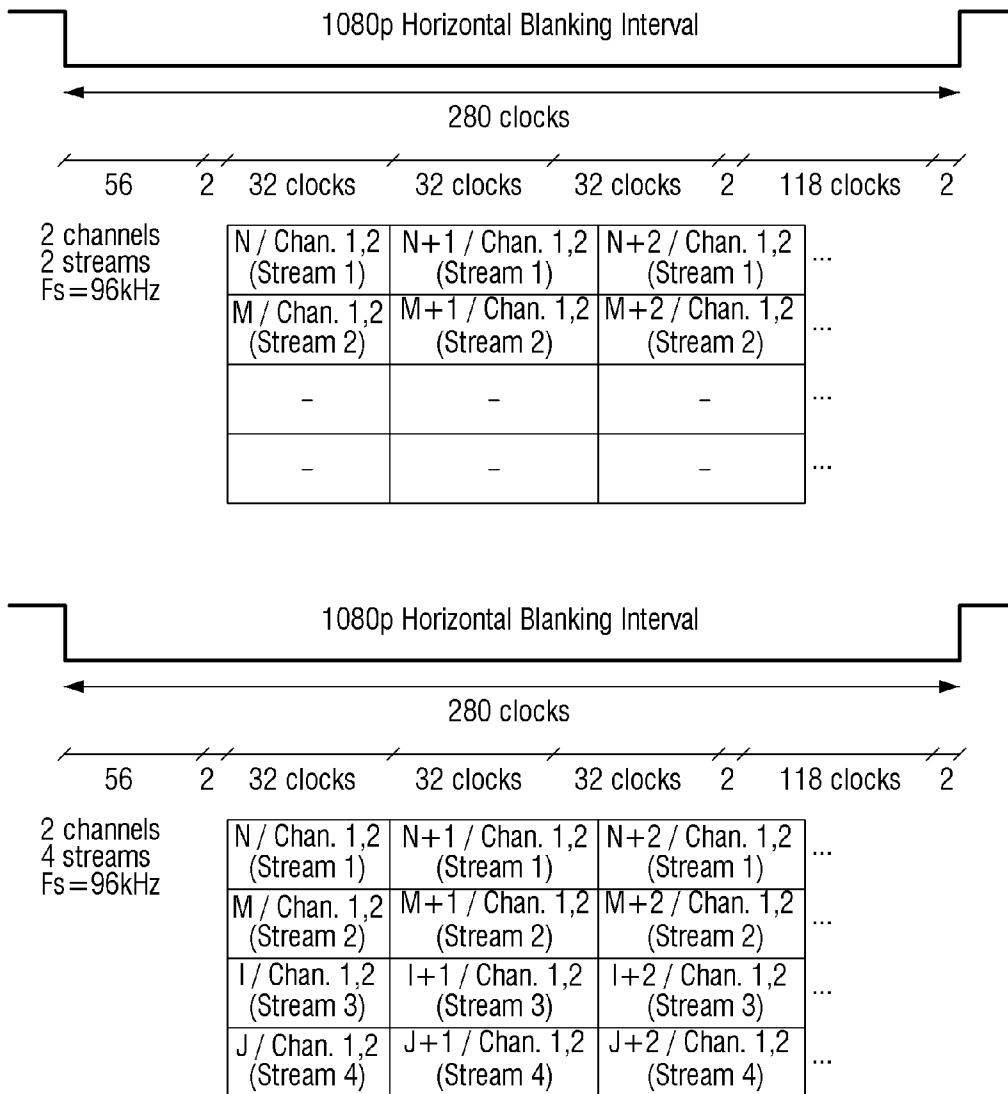 1080p Horizontal Blanking Interval
280 clocks
56 2 32 clocks 32 clocks 32 clocks 2 118 clocks 2
2 channels
2 streams
Fs=96kHz
N / Chan. 1,2 N+1 / Chan. 1,2 N+2 / Chan. 1,2 ...
(Stream 1) (Stream 1) (Stream 1)
M / Chan. 1,2 M+1 / Chan. 1,2 M+2 / Chan. 1,2 ...
(Stream 2) (Stream 2) (Stream 2)
– – – ...
– – – ...
1080p Horizontal Blanking Interval
280 clocks
56 2 32 clocks 32 clocks 32 clocks 2 118 clocks 2
2 channels
4 streams
Fs=96kHz
N / Chan. 1,2 N+1 / Chan. 1,2 N+2 / Chan. 1,2 ...
(Stream 1) (Stream 1) (Stream 1)
M / Chan. 1,2 M+1 / Chan. 1,2 M+2 / Chan. 1,2 ...
(Stream 2) (Stream 2) (Stream 2)
I / Chan. 1,2 I+1 / Chan. 1,2 I+2 / Chan. 1,2 ...
(Stream 3) (Stream 3) (Stream 3)
J / Chan. 1,2 J+1 / Chan. 1,2 J+2 / Chan. 1,2 ...
(Stream 4) (Stream 4) (Stream 4)